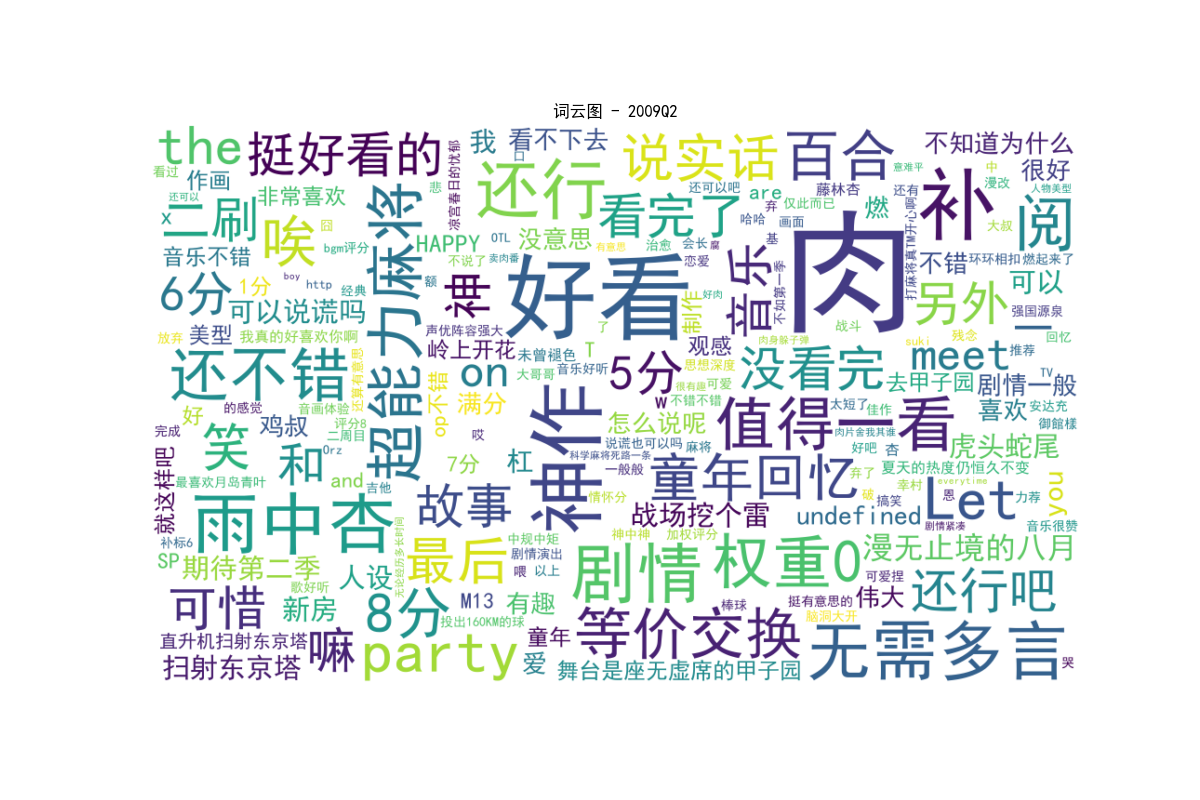 词云图 - 2009Q2
the
挺好看的
凉宫春日的忧郁
我
看不下去
口
说实话
百合
不知道为什么
看过
作画
非常喜欢
还可以
悲
还行
还可以吧
are
藤林杏
意难平
中
很好
还有
漫改
人物美型
二刷
x
唉
囧
超能力麻将
看完了
弃
仅此而已
燃
补
阅
大叔
音乐不错
bgm评分
HAPPY
OTL
没意思
有意思
治愈
会长
腐
哈哈
画面
基
肉
打麻将真TM开心啊
不错
环环相扣
燃起来了
6分
1分
boy
http
经典
额
不说了
卖肉番
神
好看
恋爱
音乐
不如第一季
可以
可以说谎吗
好肉
制作
另外
强国源泉
放弃
美型
我真的好喜欢你啊
声优阵容强大
了
战斗
一
回忆
还不错
还算有意思
岭上开花
未曾褪色
T
观感
肉身躲子弹
suki
残念
推荐
TV
op不错
大哥哥
音乐好听
on
5分
思想深度
没看完
meet
去甲子园
剧情一般
好
的感觉
音画体验
评分8
满分
很有趣
可爱
w
不错不错
太短了
佳作
喜欢
安达充
御館様
完成
笑
鸡叔
二周目
哎
神作
怎么说呢
值得一看
肉片舍我其谁
虎头蛇尾
就这样吧
和
Orz
说谎也可以吗
麻将
好吧
杏
7分
杠
科学麻将死路一条
一般般
夏天的热度仍恒久不变
最喜欢月岛青叶
and
吉他
故事
情怀分
童年回忆
弃了
幸村
everytime
you
雨中杏
破
搞笑
恩
Let
力荐
战场挖个雷
undefined
剧情紧凑
音乐很赞
补标6
无论经历多长时间
中规中矩
神中神
加权评分
SP
期待第二季
人设
最后
剧情演出
喂
以上
剧情
权重0
漫无止境的八月
歌好听
可爱捏
可惜
新房
8分
M13
有趣
棒球
挺有意思的
伟大
还行吧
投出160KM的球
脑洞大开
直升机扫射东京塔
嘛
童年
等价交换
无需多言
扫射东京塔
party
爱
舞台是座无虚席的甲子园
哭